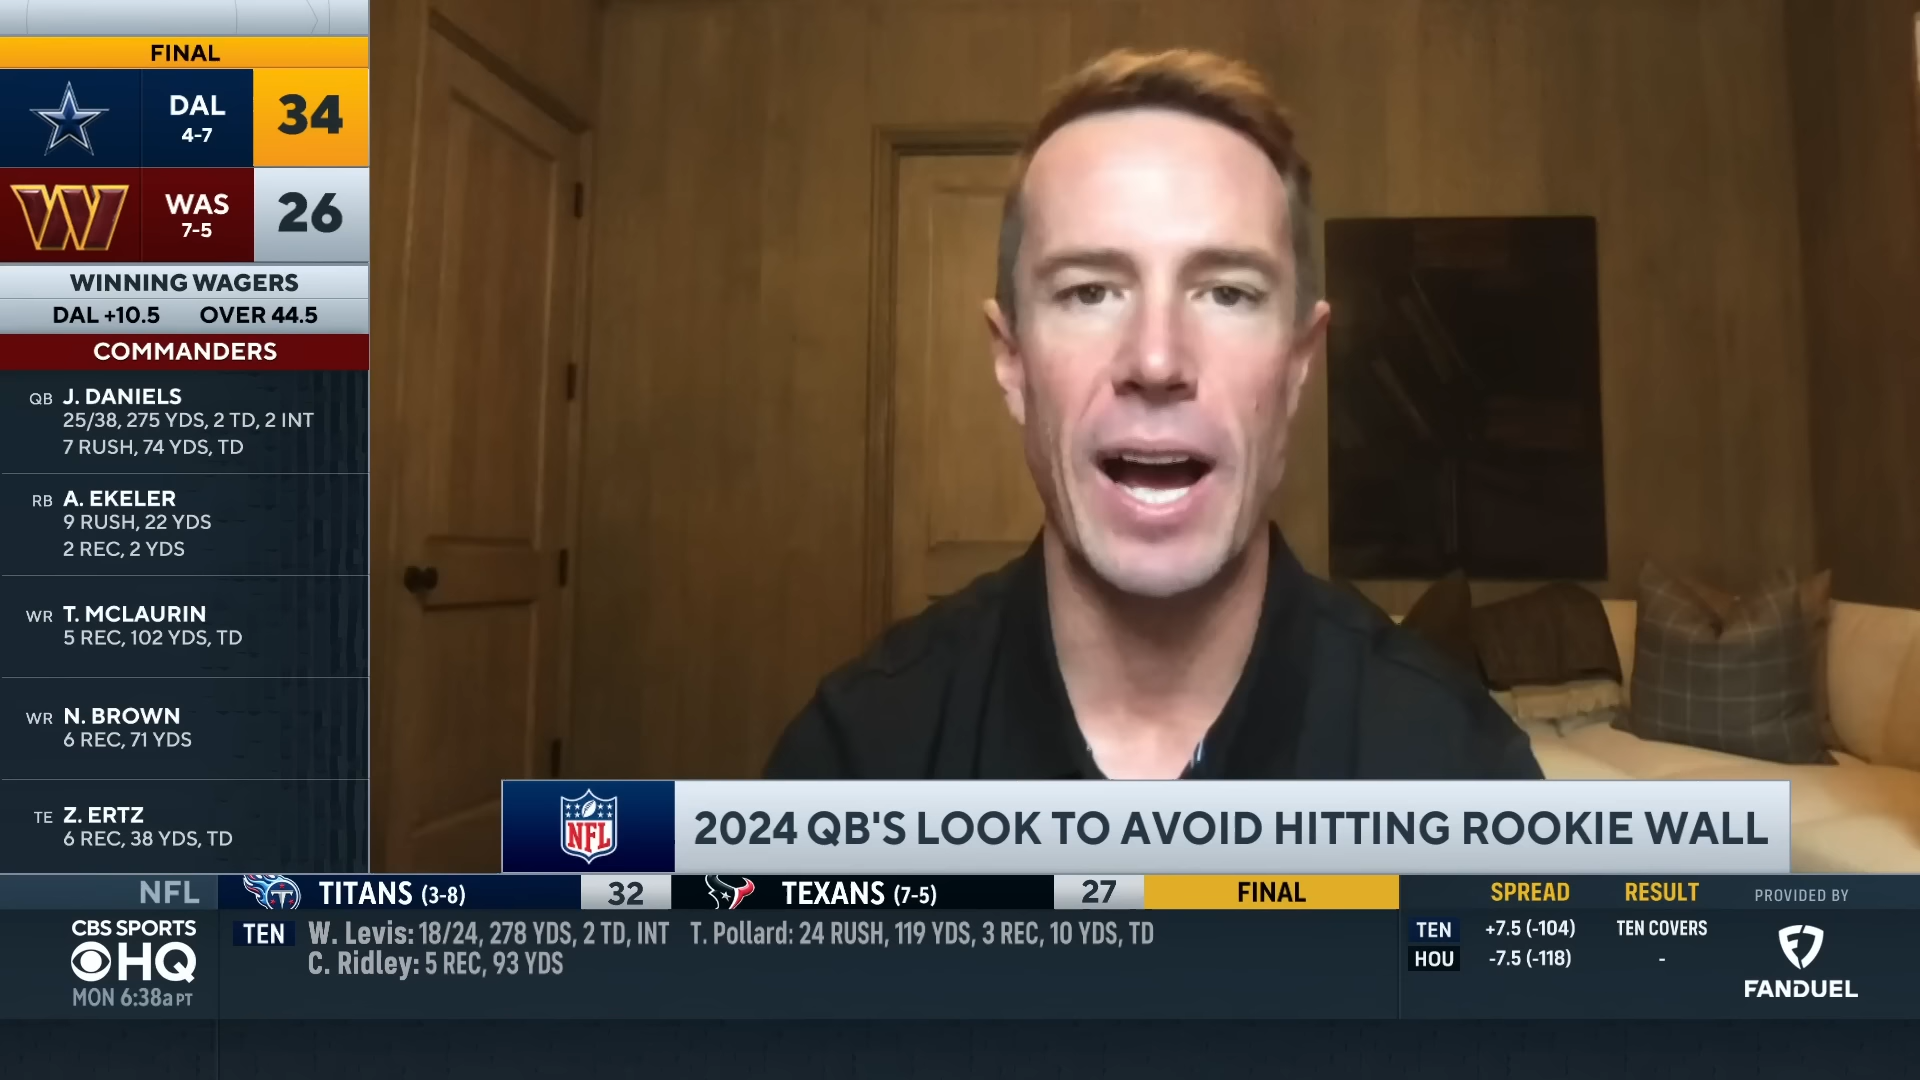 FINAL
DAL
4-7
34
W
WAS
7-5
26
WINNING WAGERS
DAL +10.5 OVER 44.5
COMMANDERS
QB J. DANIELS
25/38, 275 YDS, 2 TD, 2 INT
7 RUSH, 74 YDS, TD
RB A. EKELER
9 RUSH, 22 YDS
2 REC, 2 YDS
WR T. MCLAURIN
5 REC, 102 YDS, TD
WR N. BROWN
6 REC, 71 YDS
TE Z. ERTZ
6 REC, 38 YDS, TD
NFL
2024 QB'S LOOK TO AVOID HITTING ROOKIE WALL
NFL
T TITANS (3-8) 32 TEXANS (7-5) 27 FINAL
TEN W. Levis: 18/24, 278 YDS, 2 TD, INT T. Pollard: 24 RUSH, 119 YDS, 3 REC, 10 YDS, TD
C. Ridley: 5 REC, 93 YDS
SPREAD RESULT
TEN +7.5 (-104) TEN COVERS
HOU -7.5 (-118) -
PROVIDED BY
FANDUEL
CBS SPORTS
HQ
MON 6:38a PT